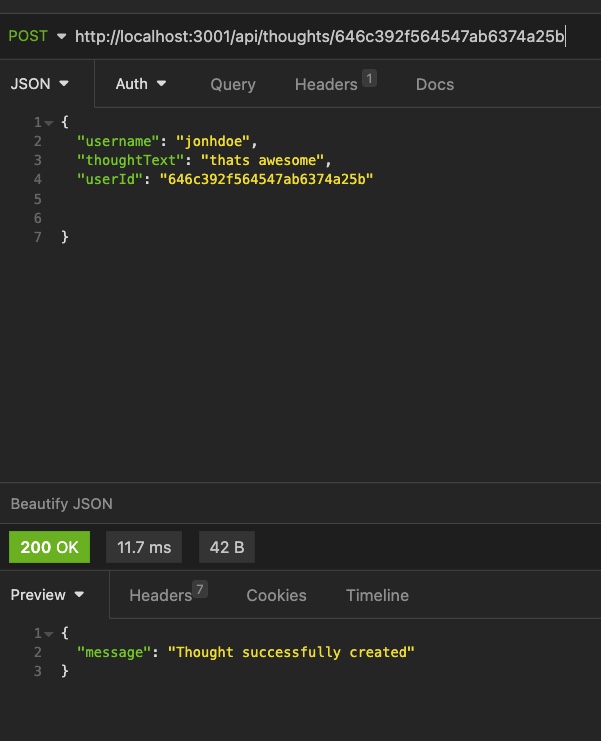 POST http://localhost:3001/api/thoughts/646c392f564547ab6374a25b
JSON Auth Query Headers 1 Docs
1 {
2 "username": "jonhdoe",
3 "thoughtText": "thats awesome",
4 "userId": "646c392f564547ab6374a25b"
5
6
7 }
Beautify JSON
200 OK 11.7 ms 42 B
Preview Headers 7 Cookies Timeline
1 {
2 "message": "Thought successfully created"
3 }